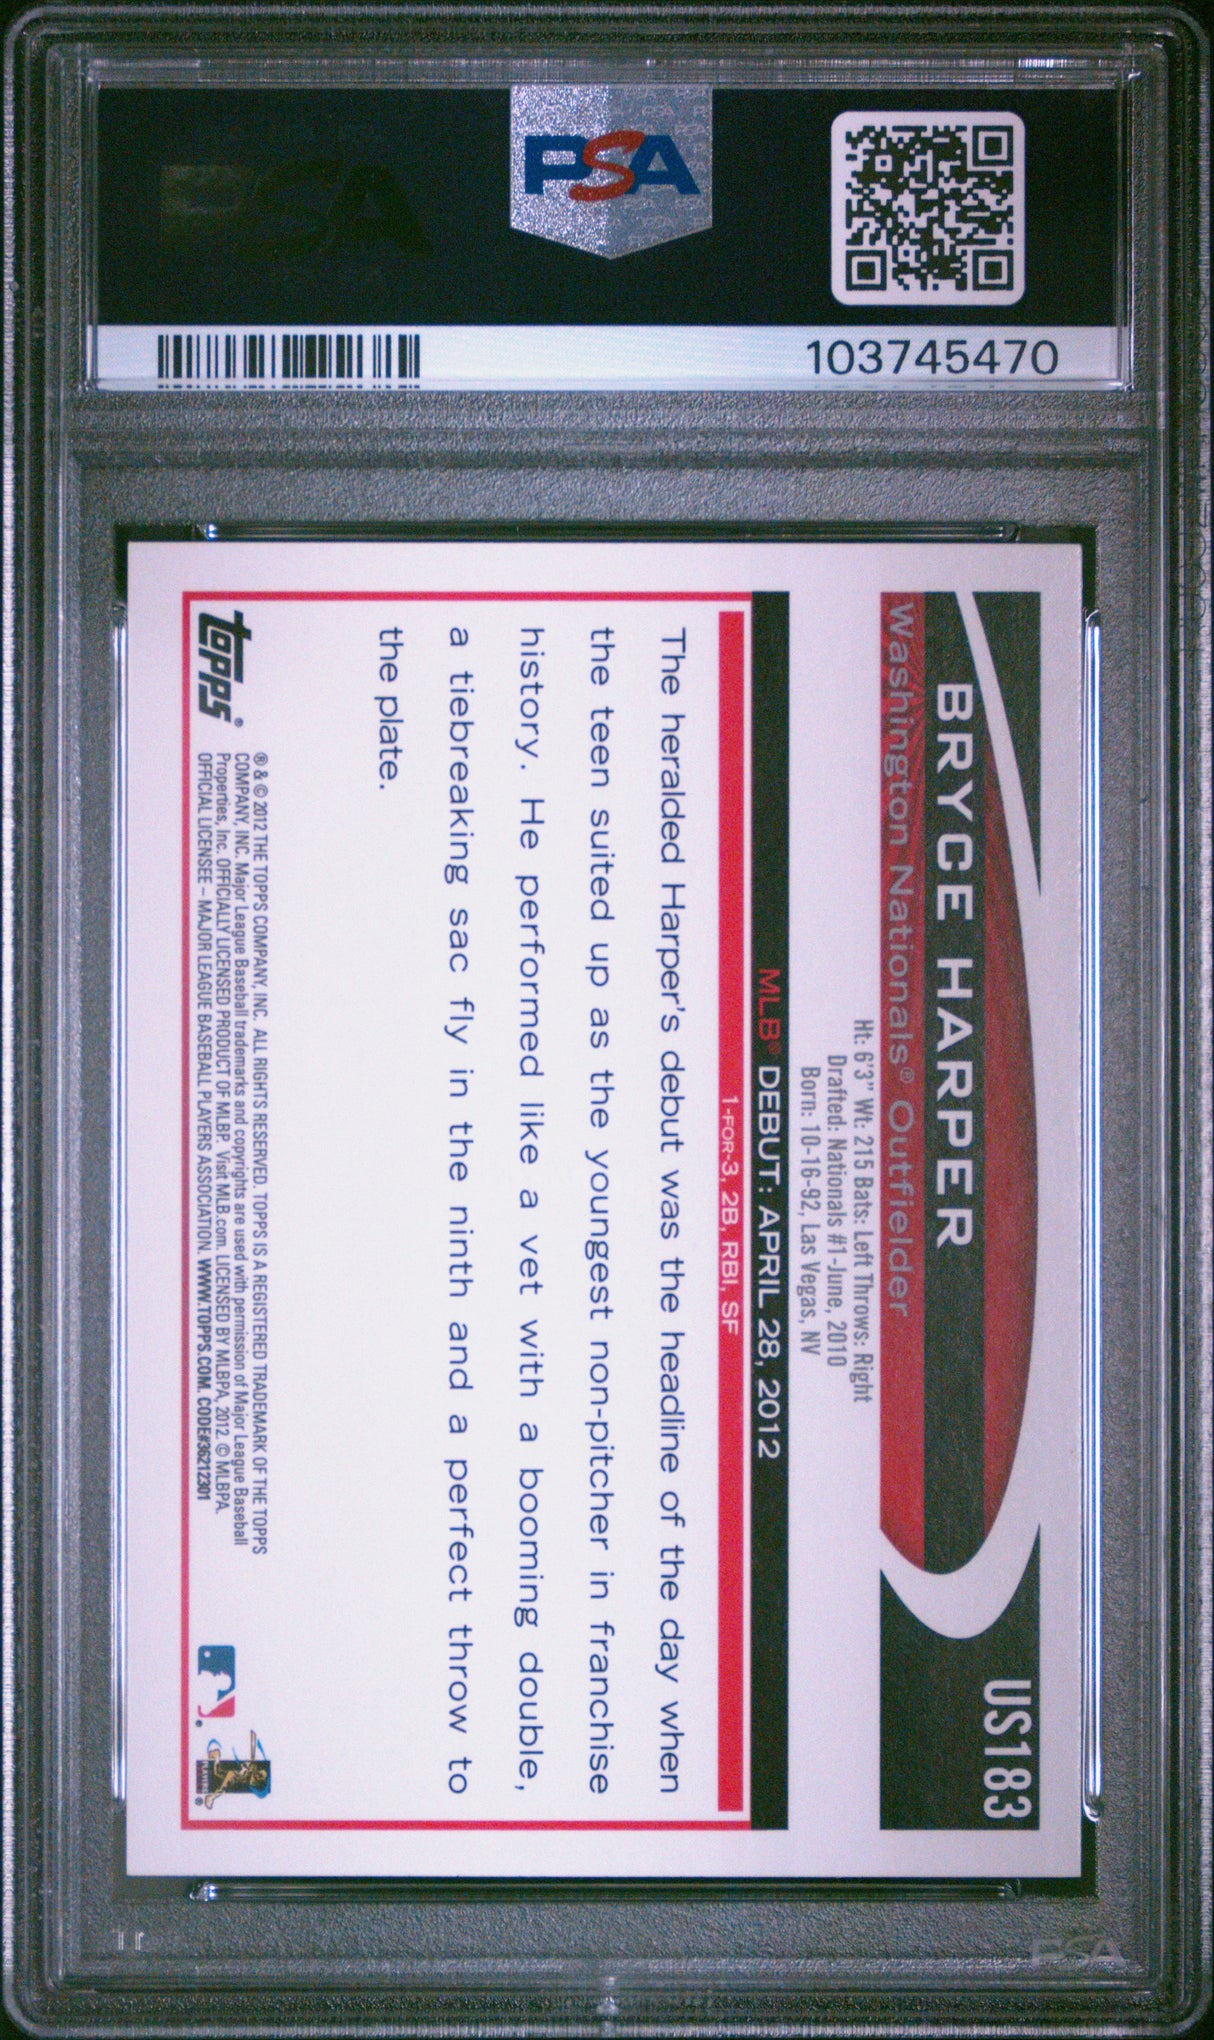 PSA
PSA
103745470
US183
BRYCE HARPER
Washington Nationals® Outfielder
Ht: 6'3" Wt: 215 Bats: Left Throws: Right
Drafted: Nationals #1-June, 2010
Born: 10-16-92, Las Vegas, NV
MLB® DEBUT: APRIL 28, 2012
1-FOR-3, 2B, RBI, SF
The heralded Harper's debut was the headline of the day when
the teen suited up as the youngest non-pitcher in franchise
history. He performed like a vet with a booming double,
a tiebreaking sac fly in the ninth and a perfect throw to
the plate.
topps®
® & © 2012 THE TOPPS COMPANY, INC. ALL RIGHTS RESERVED. TOPPS IS A REGISTERED TRADEMARK OF THE TOPPS
COMPANY, INC. Major League Baseball trademarks and copyrights are used with permission of Major League Baseball
Properties, Inc. OFFICIALLY LICENSED PRODUCT OF MLBP. Visit MLB.com. LICENSED BY MLBPA, 2012. © MLBPA.
OFFICIAL LICENSEE – MAJOR LEAGUE BASEBALL PLAYERS ASSOCIATION. WWW.TOPPS.COM. CODE#36212301
PSA